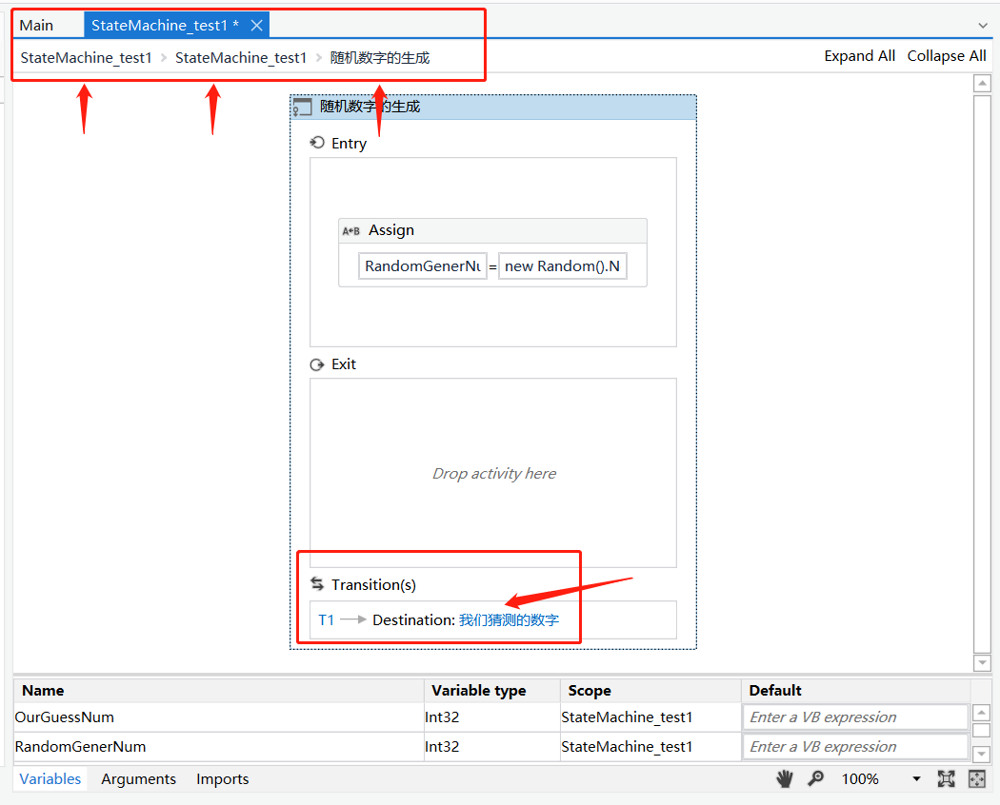 Main StateMachine_test1 *
StateMachine_test1 > StateMachine_test1 > 随机数字的生成 Expand All Collapse All
随机数字的生成
Entry
A+B Assign
RandomGenerNu = new Random().N
Exit
Drop activity here
Transition(s)
T1 Destination: 我们猜测的数字
Name Variable type Scope Default
OurGuessNum Int32 StateMachine_test1 Enter a VB expression
RandomGenerNum Int32 StateMachine_test1 Enter a VB expression
Variables Arguments Imports 100%